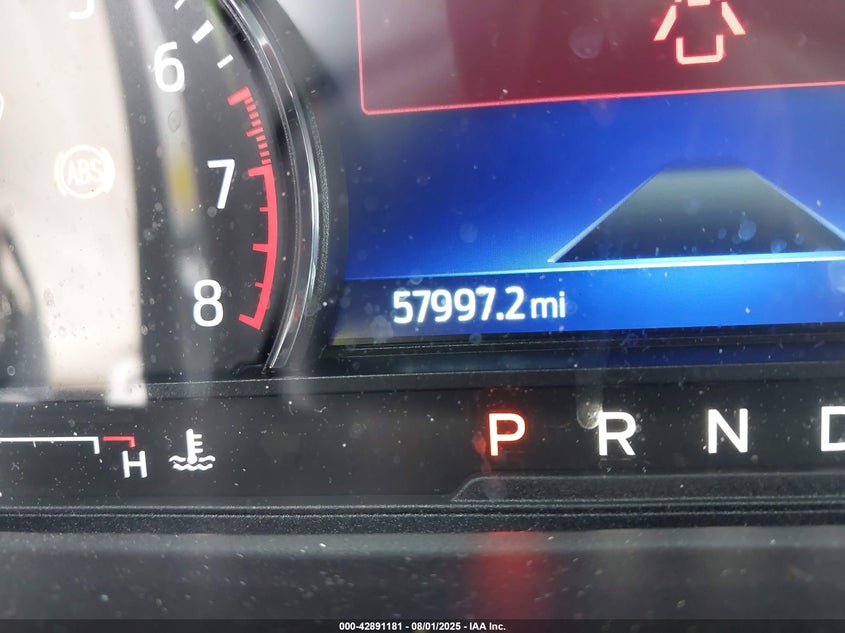 6
ABS
7
8
57997.2 mi
P R N D
H
000-42891181 - 08/01/2025 - IAA Inc.